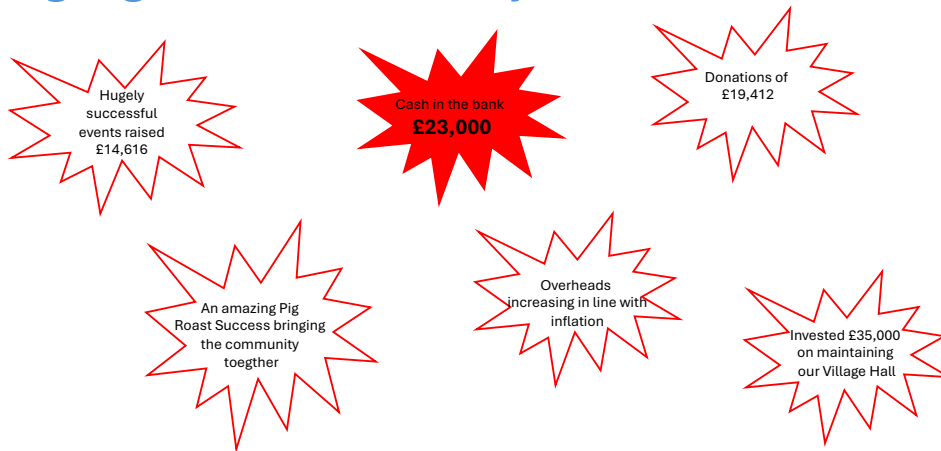 Hugely
successful
events raised
£14,616
Cash in the bank
£23,000
Donations of
£19,412
An amazing Pig
Roast Success bringing
the community
toegther
Overheads
increasing in line with
inflation
Invested £35,000
on maintaining
our Village Hall